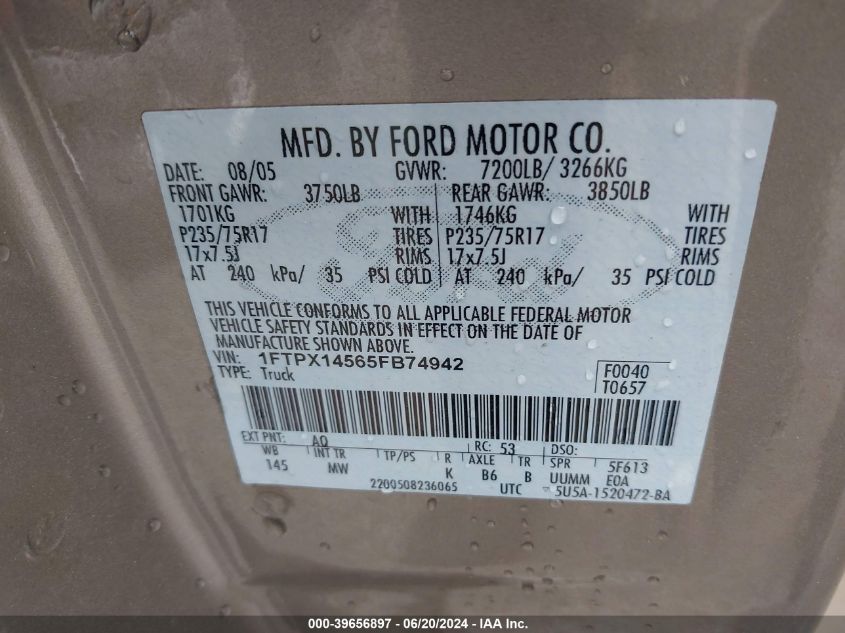 MFD. BY FORD MOTOR CO.
DATE: 08/05 GVWR: 7200LB/ 3266KG
FRONT GAWR: 3750LB REAR GAWR: 3850LB
1701KG WITH 1746KG WITH
P235/75R17 TIRES P235/75R17 TIRES
17x7.5J RIMS 17x7.5J RIMS
AT 240 kPa/ 35 PSI COLD AT 240 kPa/ 35 PSI COLD
THIS VEHICLE CONFORMS TO ALL APPLICABLE FEDERAL MOTOR
VEHICLE SAFETY STANDARDS IN EFFECT ON THE DATE OF
MANUFACTURE SHOWN ABOVE.
VIN: 1FTPX14565FB74942 F0040
TYPE: Truck T0657
EXT PNT: AQ RC: 53 DSO:
WB INT TR TP/PS R AXLE TR SPR 5F613
145 MW K B6 B UUMM E0A
2200508236065 UTC 5U5A-1520472-BA
000-39656897 / 06/20/2024 - IAA Inc.